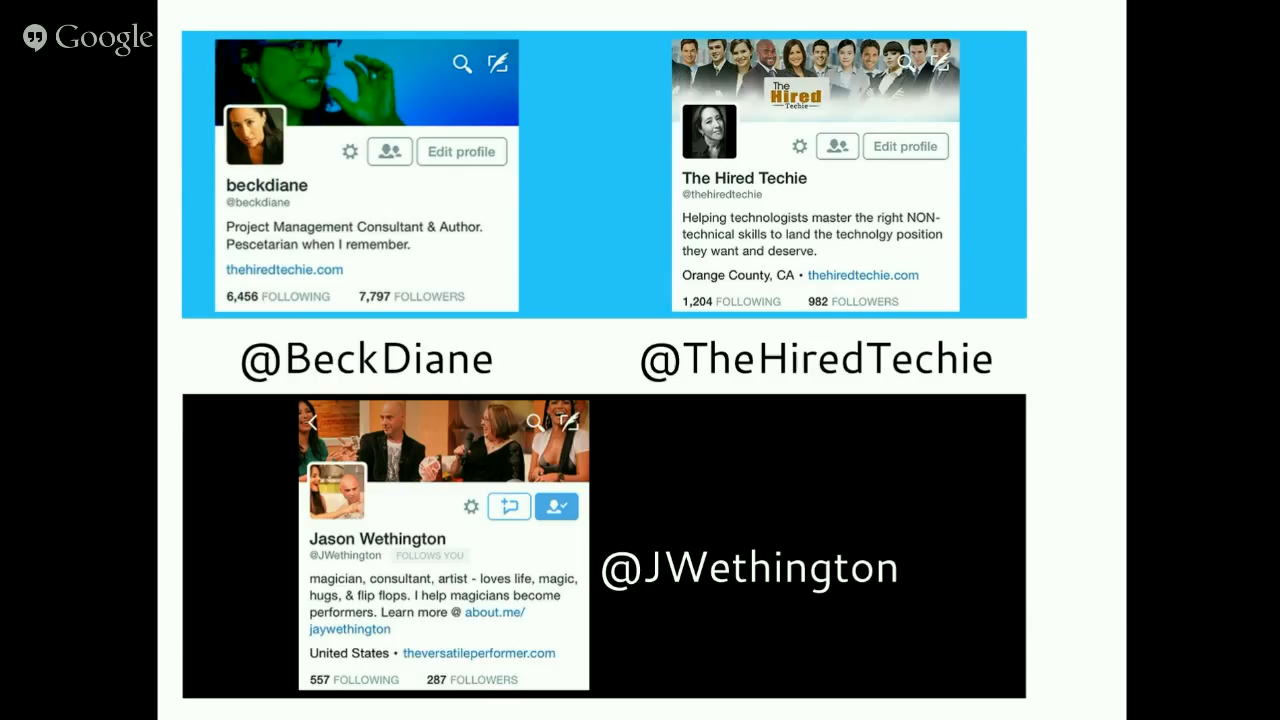 Google
The
Hired
Techie
Edit profile
beckdiane
@beckdiane
Project Management Consultant & Author.
Pescetarian when I remember.
thehiredtechie.com
6,456 FOLLOWING 7,797 FOLLOWERS
Edit profile
The Hired Techie
@thehiredtechie
Helping technologists master the right NON-
technical skills to land the technolgy position
they want and deserve.
Orange County, CA • thehiredtechie.com
1,204 FOLLOWING 982 FOLLOWERS
@BeckDiane
@TheHiredTechie
Jason Wethington
@JWethington FOLLOWS YOU
magician, consultant, artist - loves life, magic,
hugs, & flip flops. I help magicians become
performers. Learn more @ about.me/
jaywethington
United States • theversatileperformer.com
557 FOLLOWING 287 FOLLOWERS
@JWethington